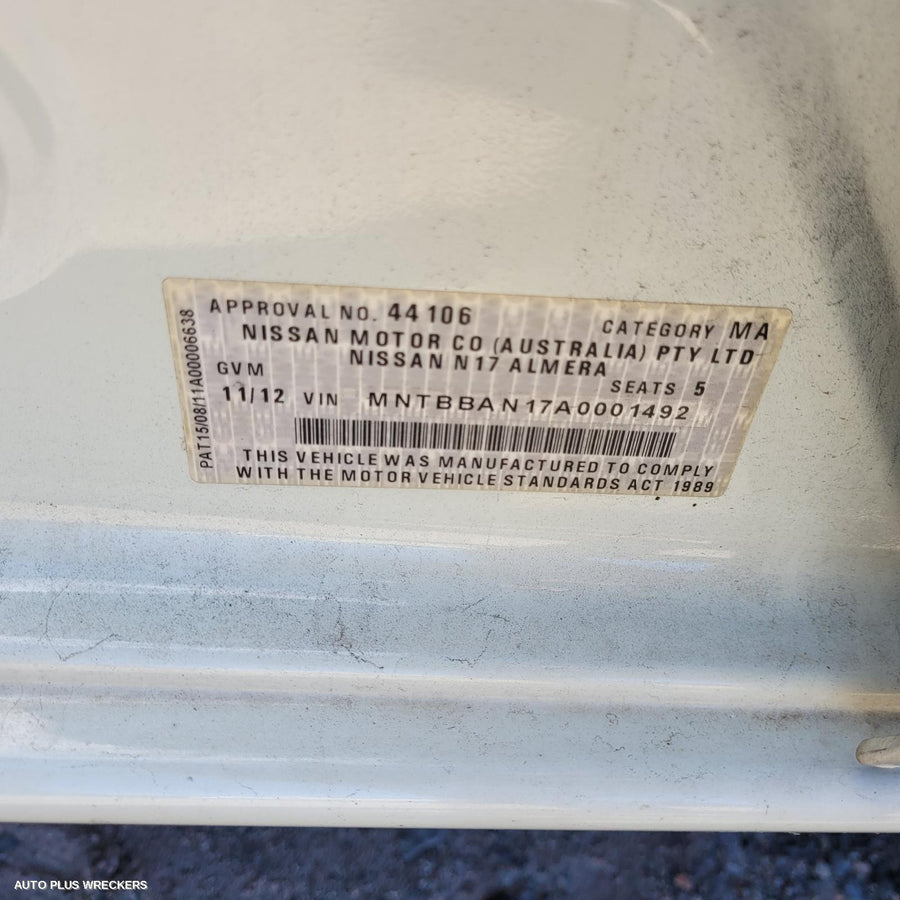 APPROVAL NO. 44106 CATEGORY MA
NISSAN MOTOR CO (AUSTRALIA) PTY LTD
NISSAN N17 ALMERA
GVM SEATS 5
11/12 VIN MNTBBAN17A0001492
THIS VEHICLE WAS MANUFACTURED TO COMPLY
WITH THE MOTOR VEHICLE STANDARDS ACT 1989
PAT15/08/11A00006638
AUTO PLUS WRECKERS